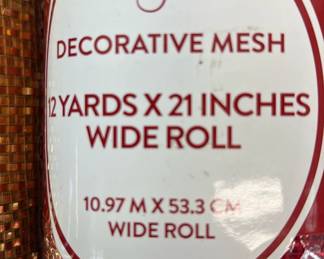 DECORATIVE MESH
12 YARDS X 21 INCHES
WIDE ROLL
10.97 M X 53.3 CM
WIDE ROLL